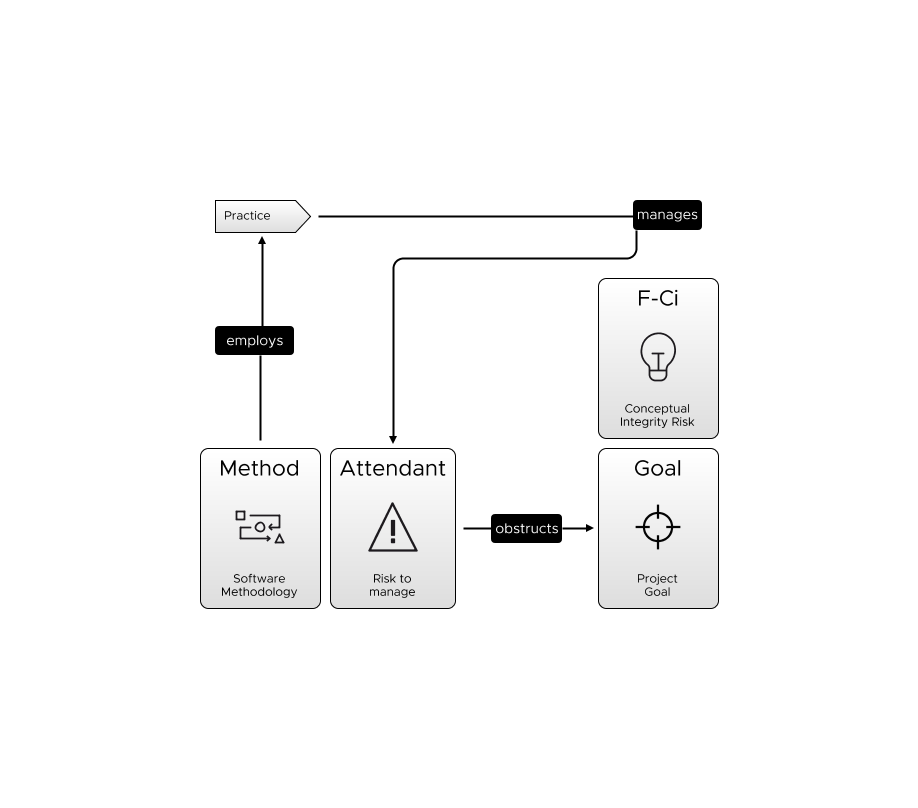 Practice
manages
F-Ci
employs
Conceptual
Integrity Risk
Method
Attendant
Goal
obstructs
Software
Methodology
Risk to
manage
Project
Goal